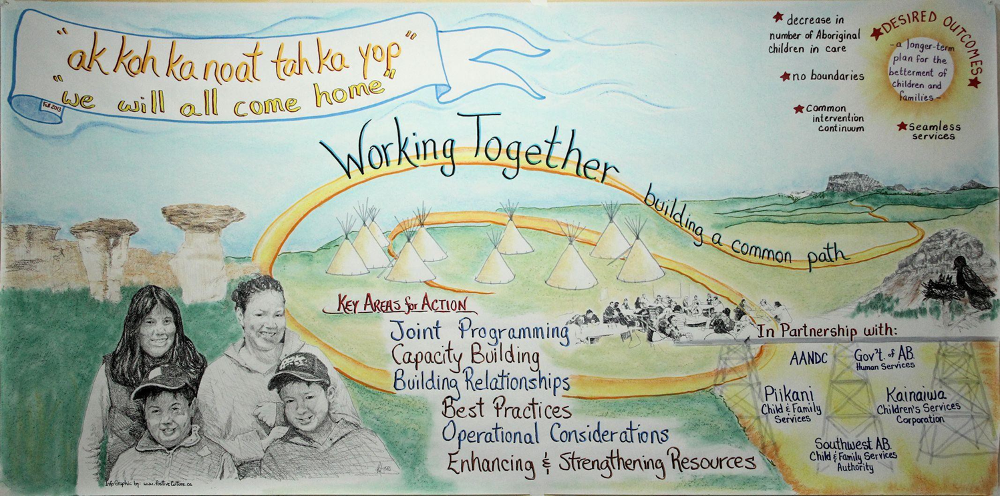 "ak koh ka noat tah ka yop"
"we will all come home"
Fall 2013
Working Together
building a common path
decrease in
number of Aboriginal
children in care
no boundaries
Common
intervention
continuum
Seamless
services
DESIRED OUTCOMES
-a longer-term
plan for the
betterment of
children and
families-
KEY AREAS for ACTION
Joint Programming
Capacity Building
Building Relationships
Best Practices
Operational Considerations
Enhancing & Strengthening Resources
In Partnership with:
AANDC
Gov't. of AB.
Human Services
Piikani
Child & Family
Services
Kainaiwa
Children's Services
Corporation
Southwest AB.
Child & Family Services
Authority
InfoGraphic by: www.PositiveCulture.ca